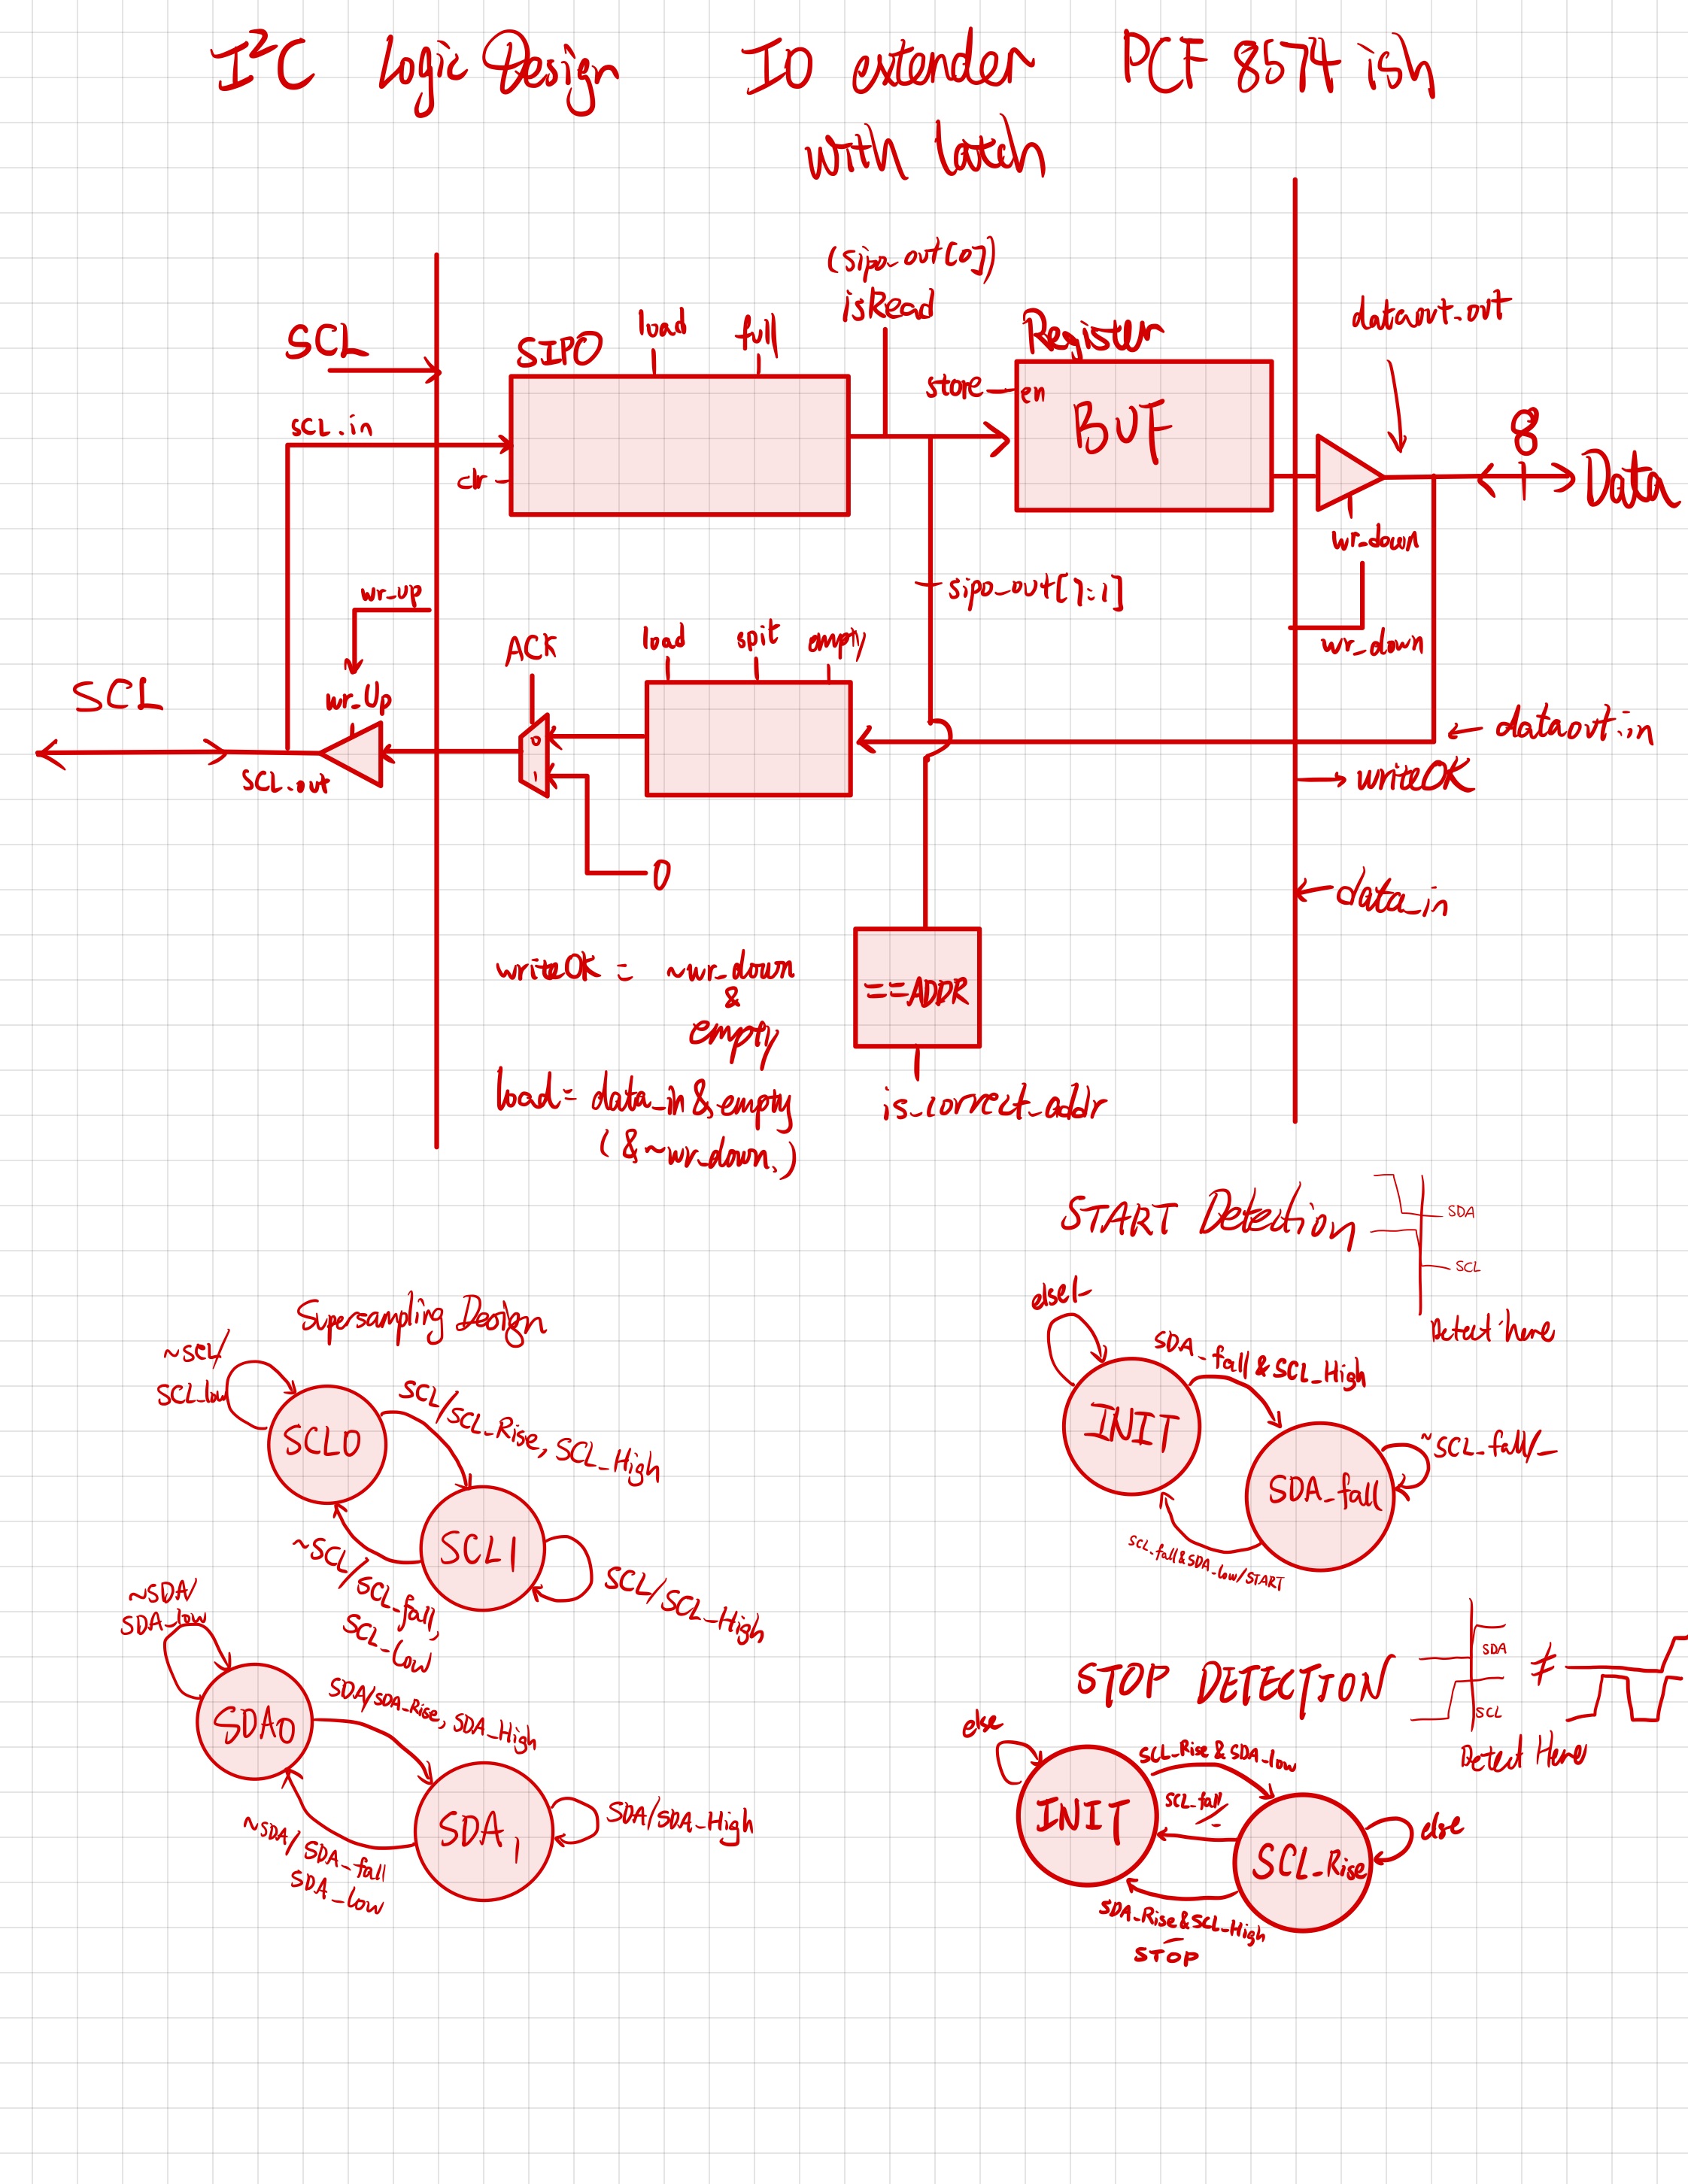 I²C Logic Design IO extender PCF 8574 ish
with latch
(sipo_out[0])
isRead
SCL
SIPO
load
full
Register
dataout.out
store
en
BUF
8
Data
SCL.in
clr
wr_down
wr_down
sipo_out[7:1]
wr_up
wr_Up
ACK
load
spit
empty
SCL
SCL.out
0
1
0
dataout.in
writeOK
data_in
writeOK = ~wr_down
&
empty
load = data_in & empty
(& ~wr_down.)
==ADDR
is_correct_addr
START Detection
SDA
SCL
Detect here
Supersampling Design
~SCL/
SCL_low
SCL0
SCL/SCL_Rise, SCL_High
SCL1
~SCL/SCL_fall,
SCL_Low
SCL/SCL_High
~SDA/
SDA_low
SDA0
SDA/SDA_Rise, SDA_High
SDA1
~SDA/SDA_fall
SDA_low
SDA/SDA_High
else/-
INIT
SDA_fall & SCL_High
SDA_fall
~SCL_fall/-
SCL_fall & SDA_low/START
STOP DETECTION
SDA
SCL
≠
Detect Here
else
INIT
SCL_Rise & SDA_low
SCL_fall/-
SCL_Rise
else
SDA_Rise & SCL_High
STOP